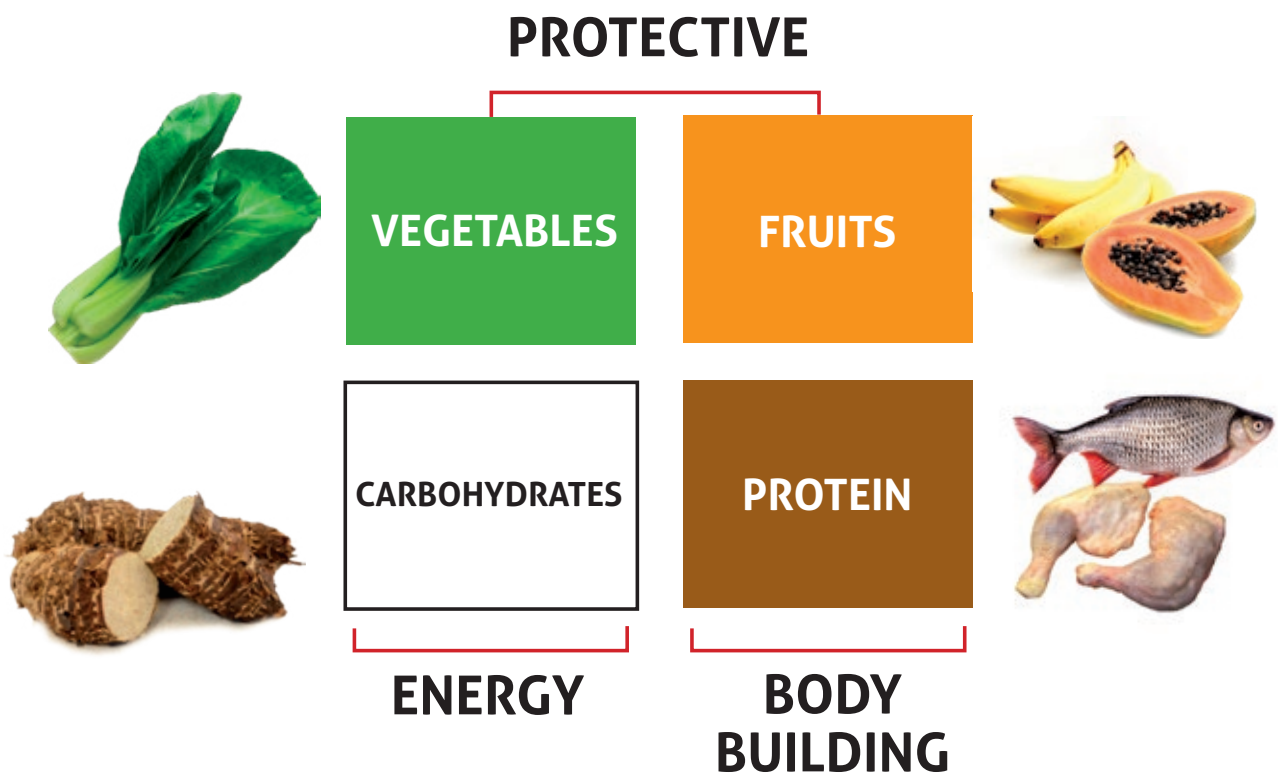 PROTECTIVE
VEGETABLES
FRUITS
CARBOHYDRATES
PROTEIN
ENERGY
BODY
BUILDING